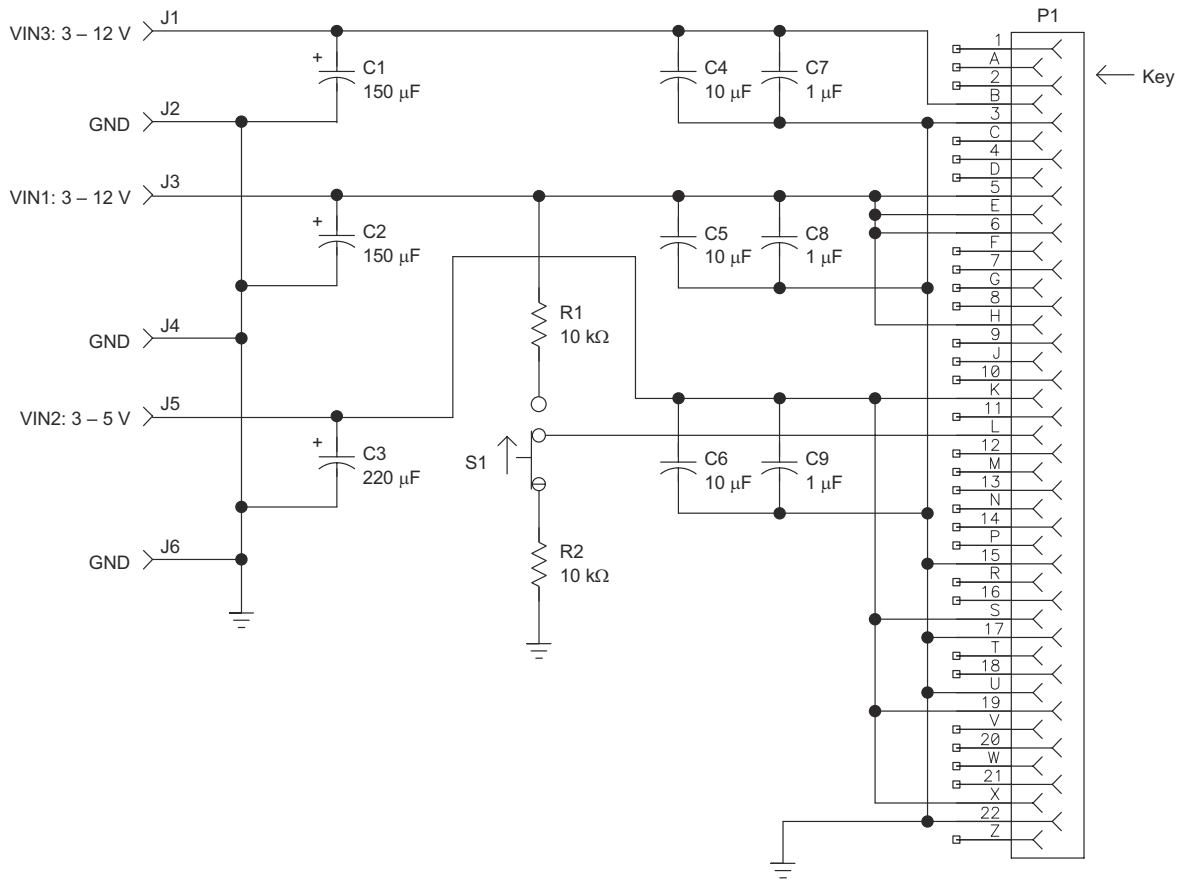 J1
VIN3: 3 – 12 V
+
C1
150 μF
C4
10 μF
C7
1 μF
J2
GND
J3
VIN1: 3 – 12 V
+
C2
150 μF
C5
10 μF
C8
1 μF
R1
10 kΩ
J4
GND
J5
VIN2: 3 – 5 V
+
C3
220 μF
S1
C6
10 μF
C9
1 μF
J6
GND
R2
10 kΩ
P1
Key
1
A
2
B
3
C
4
D
5
E
6
F
7
G
8
H
9
J
10
K
11
L
12
M
13
N
14
P
15
R
16
S
17
T
18
U
19
V
20
W
21
X
22
Z